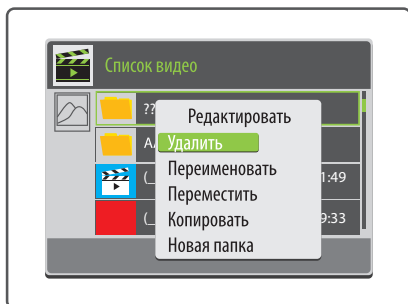 Список видео
??
Редактировать
Удалить
Переименовать
(_ 1:49
Переместить
Копировать
(_ 9:33
Новая папка